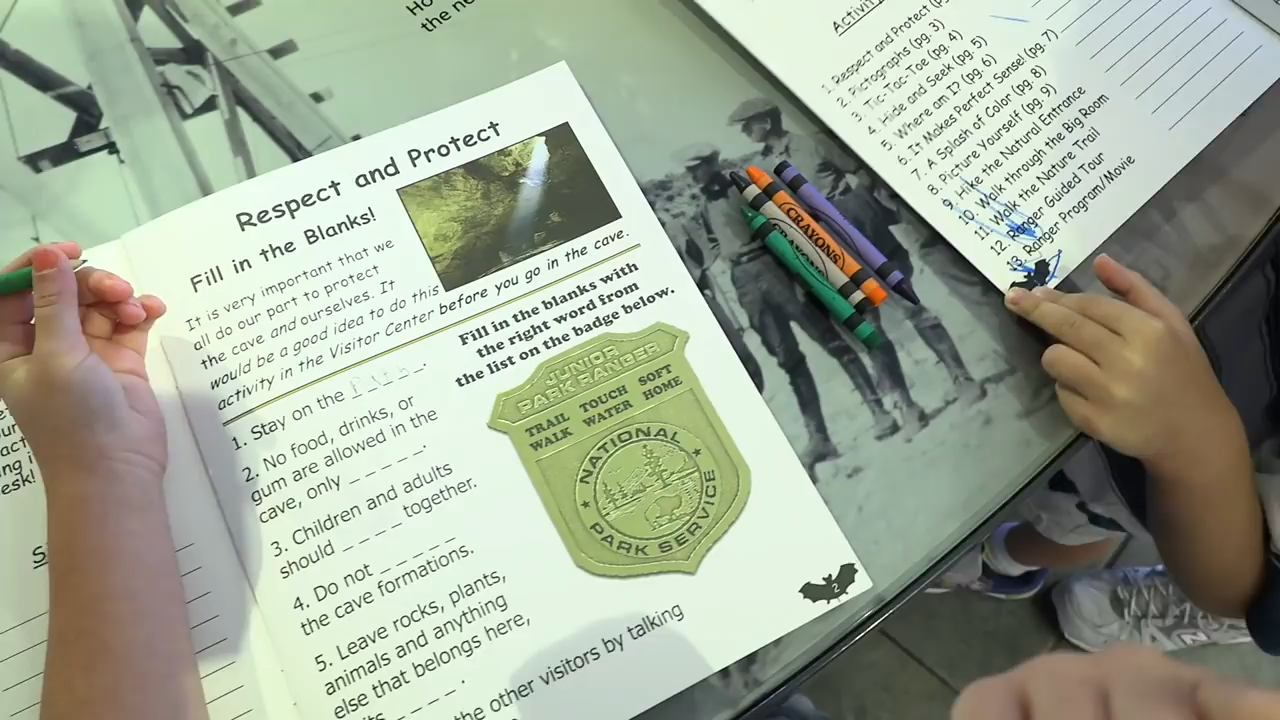 Respect and Protect
Fill in the Blanks!
It is very important that we
all do our part to protect
the cave and ourselves. It
would be a good idea to do this
activity in the Visitor Center before you go in the cave.
Fill in the blanks with
the right word from
the list on the badge below.
1. Stay on the
2. No food, drinks, or
gum are allowed in the
cave, only _ _ _ _ _.
3. Children and adults
should _ _ _ _ together.
4. Do not _ _ _ _ _
the cave formations.
5. Leave rocks, plants,
animals and anything
else that belongs here,
_ _ _ _.
the other visitors by talking
JUNIOR
PARK RANGER
TRAIL TOUCH SOFT
WALK WATER HOME
NATIONAL
PARK SERVICE
2
the
1. Respect and Protect
2. Pictographs (pg. 3)
3. Tic-Tac-Toe (pg. 4)
4. Hide and Seek (pg. 5)
5. Where am I? (pg. 6)
6. It Makes Perfect Sense! (pg. 7)
7. A Splash of Color (pg. 8)
8. Picture Yourself (pg. 9)
9. Hike the Natural Entrance
10. Walk through the Big Room
11. Walk the Nature Trail
12. Ranger Guided Tour
13. Ranger Program/Movie
CRAYONS
CRAYONS